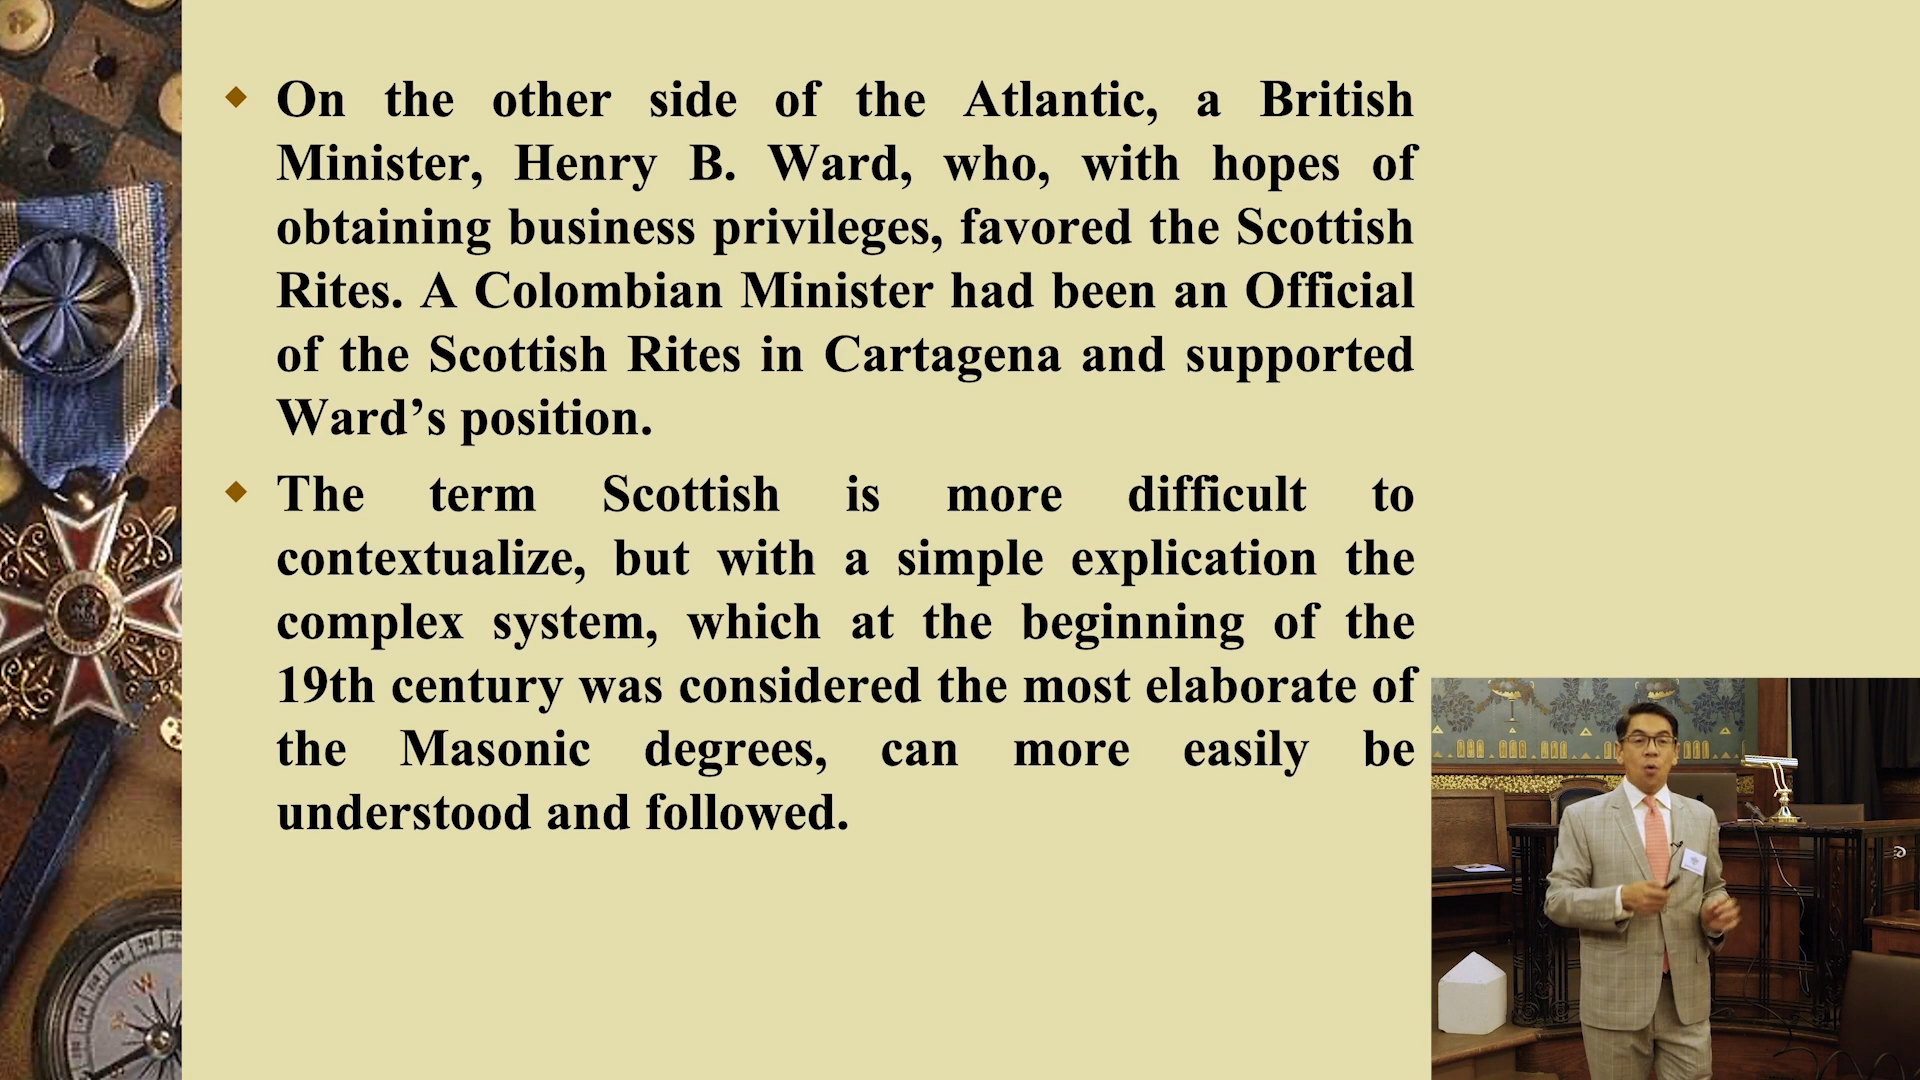 On the other side of the Atlantic, a British
Minister, Henry B. Ward, who, with hopes of
obtaining business privileges, favored the Scottish
Rites. A Colombian Minister had been an Official
of the Scottish Rites in Cartagena and supported
Ward’s position.
The term Scottish is more difficult to
contextualize, but with a simple explication the
complex system, which at the beginning of the
19th century was considered the most elaborate of
the Masonic degrees, can more easily be
understood and followed.